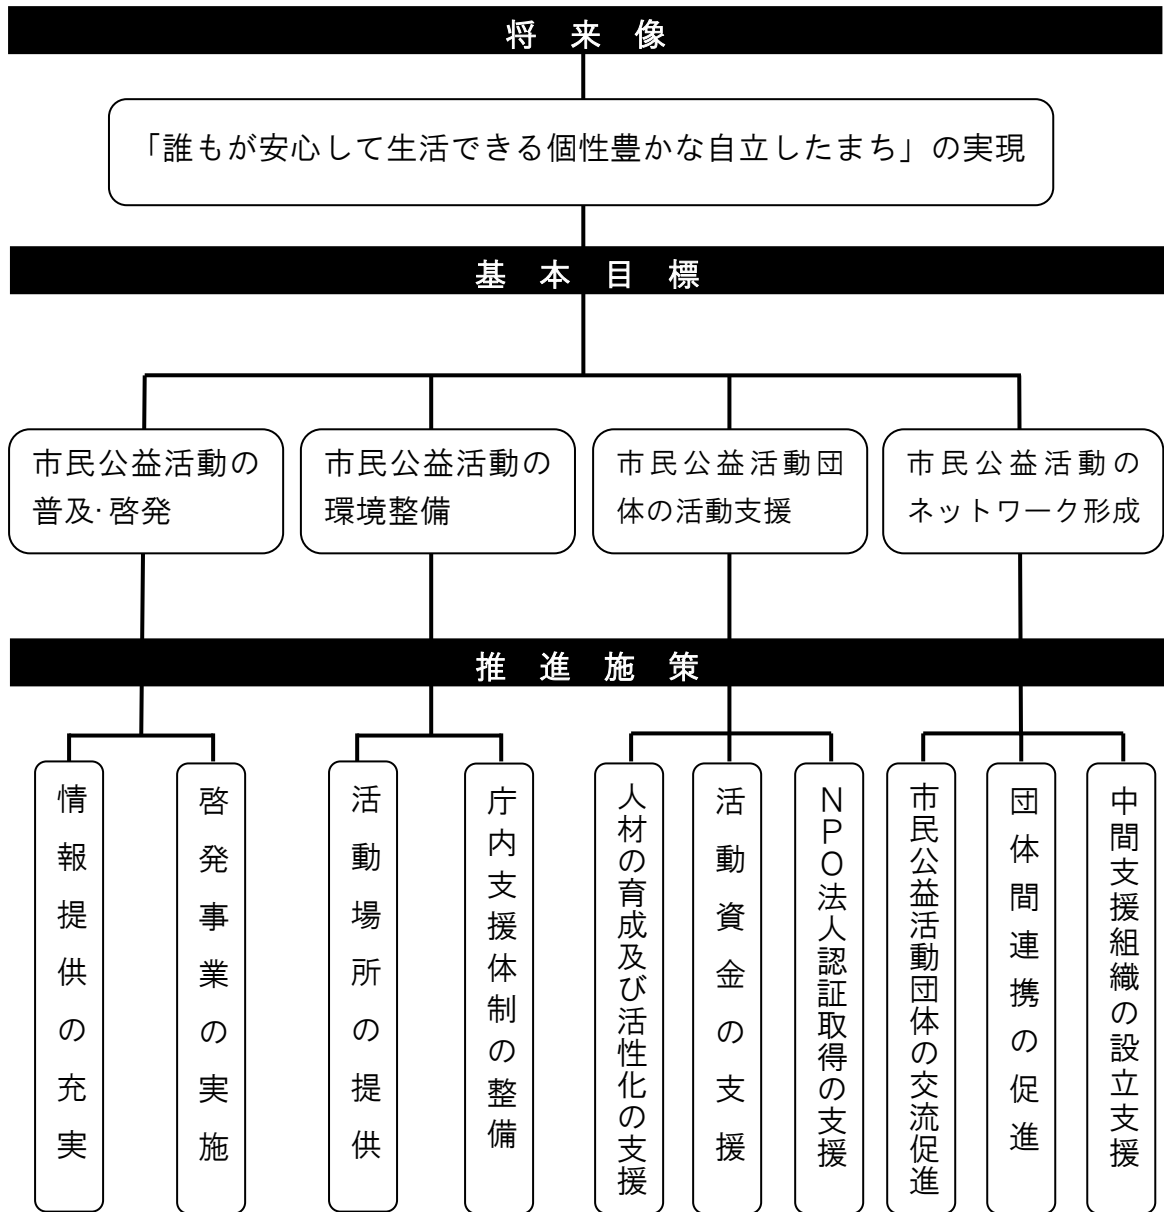 将来像
「誰もが安心して生活できる個性豊かな自立したまち」の実現
基本目標
市民公益活動の
普及･啓発
市民公益活動の
環境整備
市民公益活動団
体の活動支援
市民公益活動の
ネットワーク形成
推進施策
情報提供の充実
啓発事業の実施
活動場所の提供
庁内支援体制の整備
人材の育成及び活性化の支援
活動資金の支援
ＮＰＯ法人認証取得の支援
市民公益活動団体の交流促進
団体間連携の促進
中間支援組織の設立支援